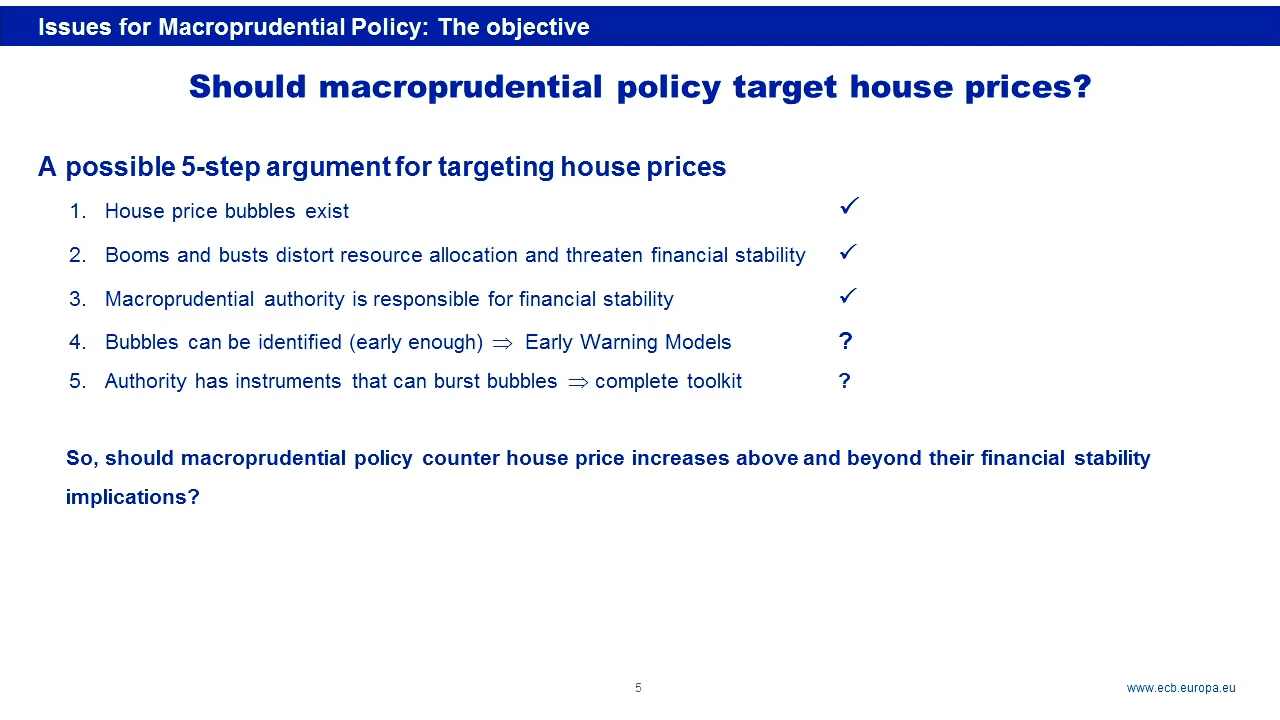 Issues for Macroprudential Policy: The objective
Should macroprudential policy target house prices?
A possible 5-step argument for targeting house prices
1. House price bubbles exist ✓
2. Booms and busts distort resource allocation and threaten financial stability ✓
3. Macroprudential authority is responsible for financial stability ✓
4. Bubbles can be identified (early enough) ⇒ Early Warning Models ?
5. Authority has instruments that can burst bubbles ⇒ complete toolkit ?
So, should macroprudential policy counter house price increases above and beyond their financial stability
implications?
5
www.ecb.europa.eu